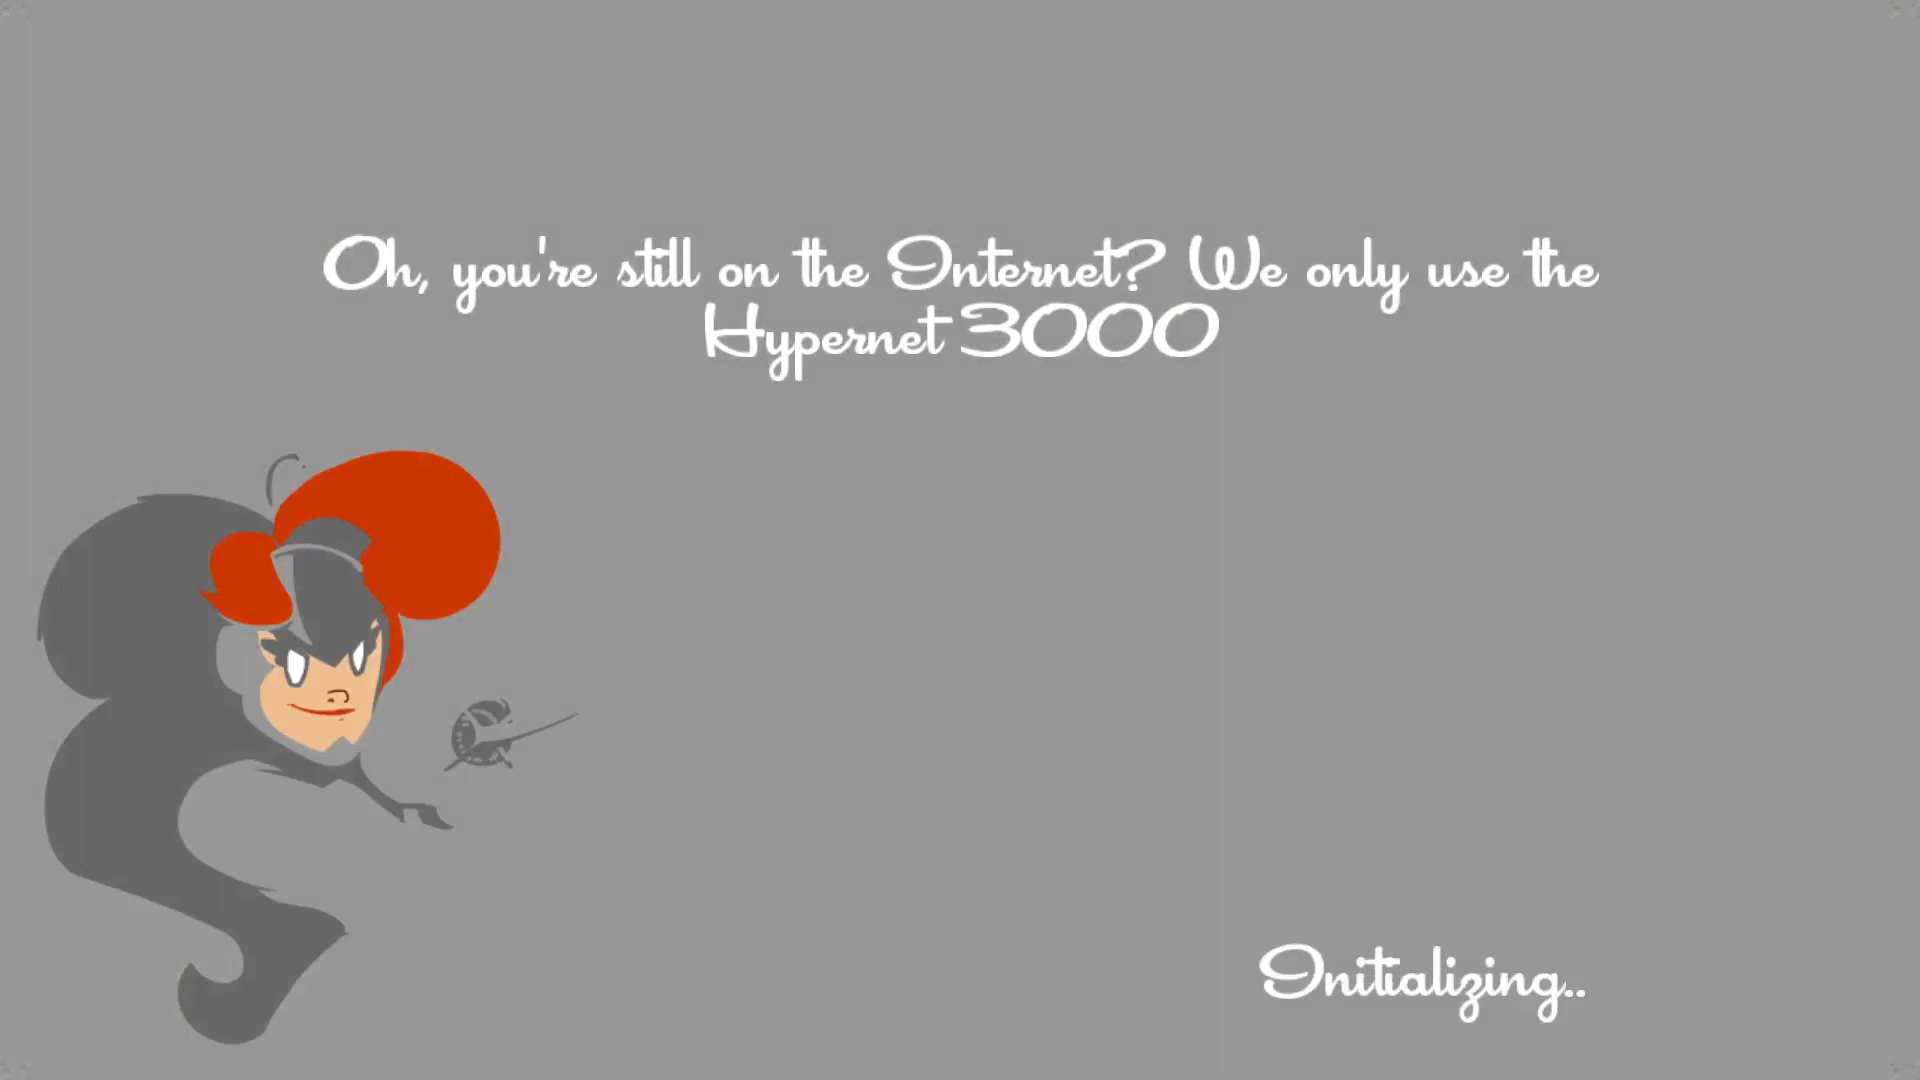 Oh, you're still on the Internet? We only use the
Hypernet 3000
Initializing..